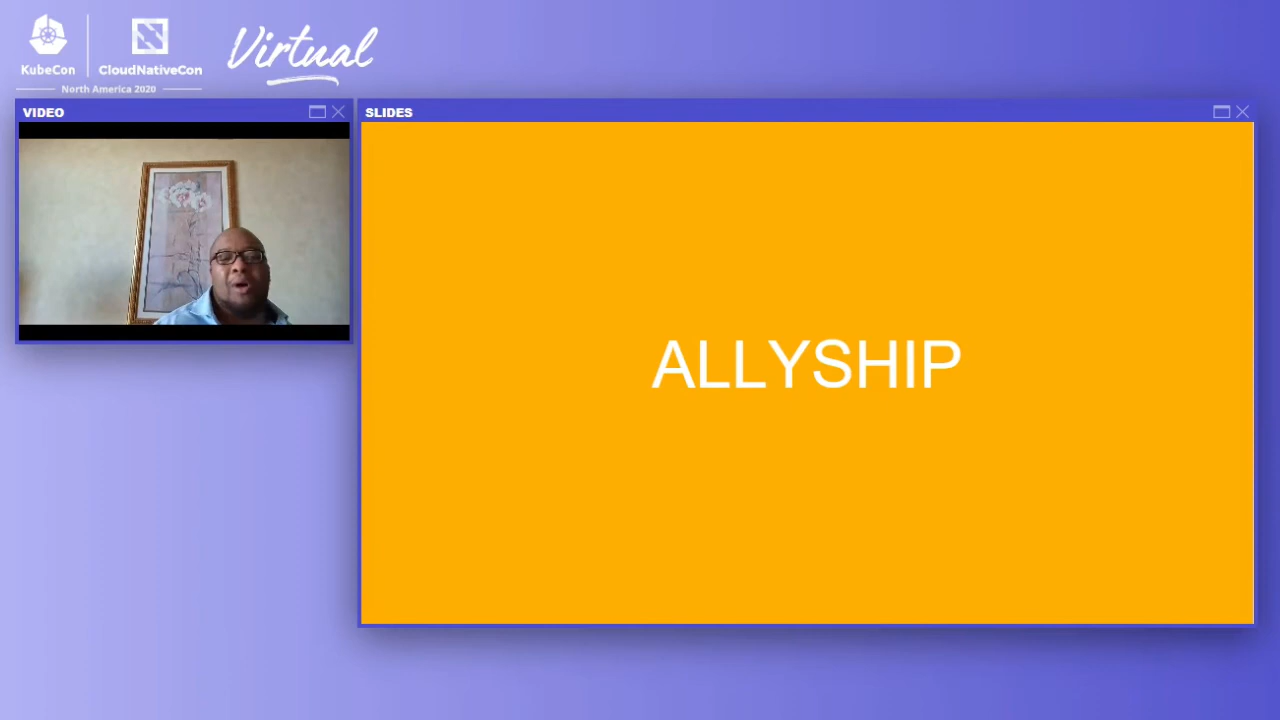 KubeCon
CloudNativeCon
North America 2020
Virtual
VIDEO
SLIDES
ALLYSHIP